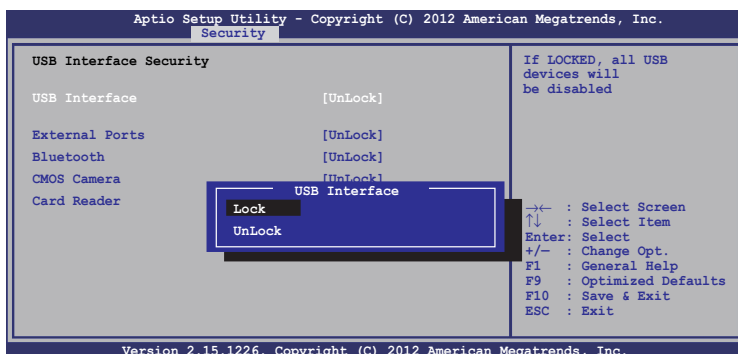 Aptio Setup Utility - Copyright (C) 2012 American Megatrends, Inc.
Security
USB Interface Security
USB Interface [UnLock]
External Ports [UnLock]
Bluetooth [UnLock]
CMOS Camera [UnLock]
Card Reader
USB Interface
Lock
UnLock
If LOCKED, all USB
devices will
be disabled
→← : Select Screen
↑↓ : Select Item
Enter: Select
+/— : Change Opt.
F1 : General Help
F9 : Optimized Defaults
F10 : Save & Exit
ESC : Exit
Version 2.15.1226. Copyright (C) 2012 American Megatrends, Inc.